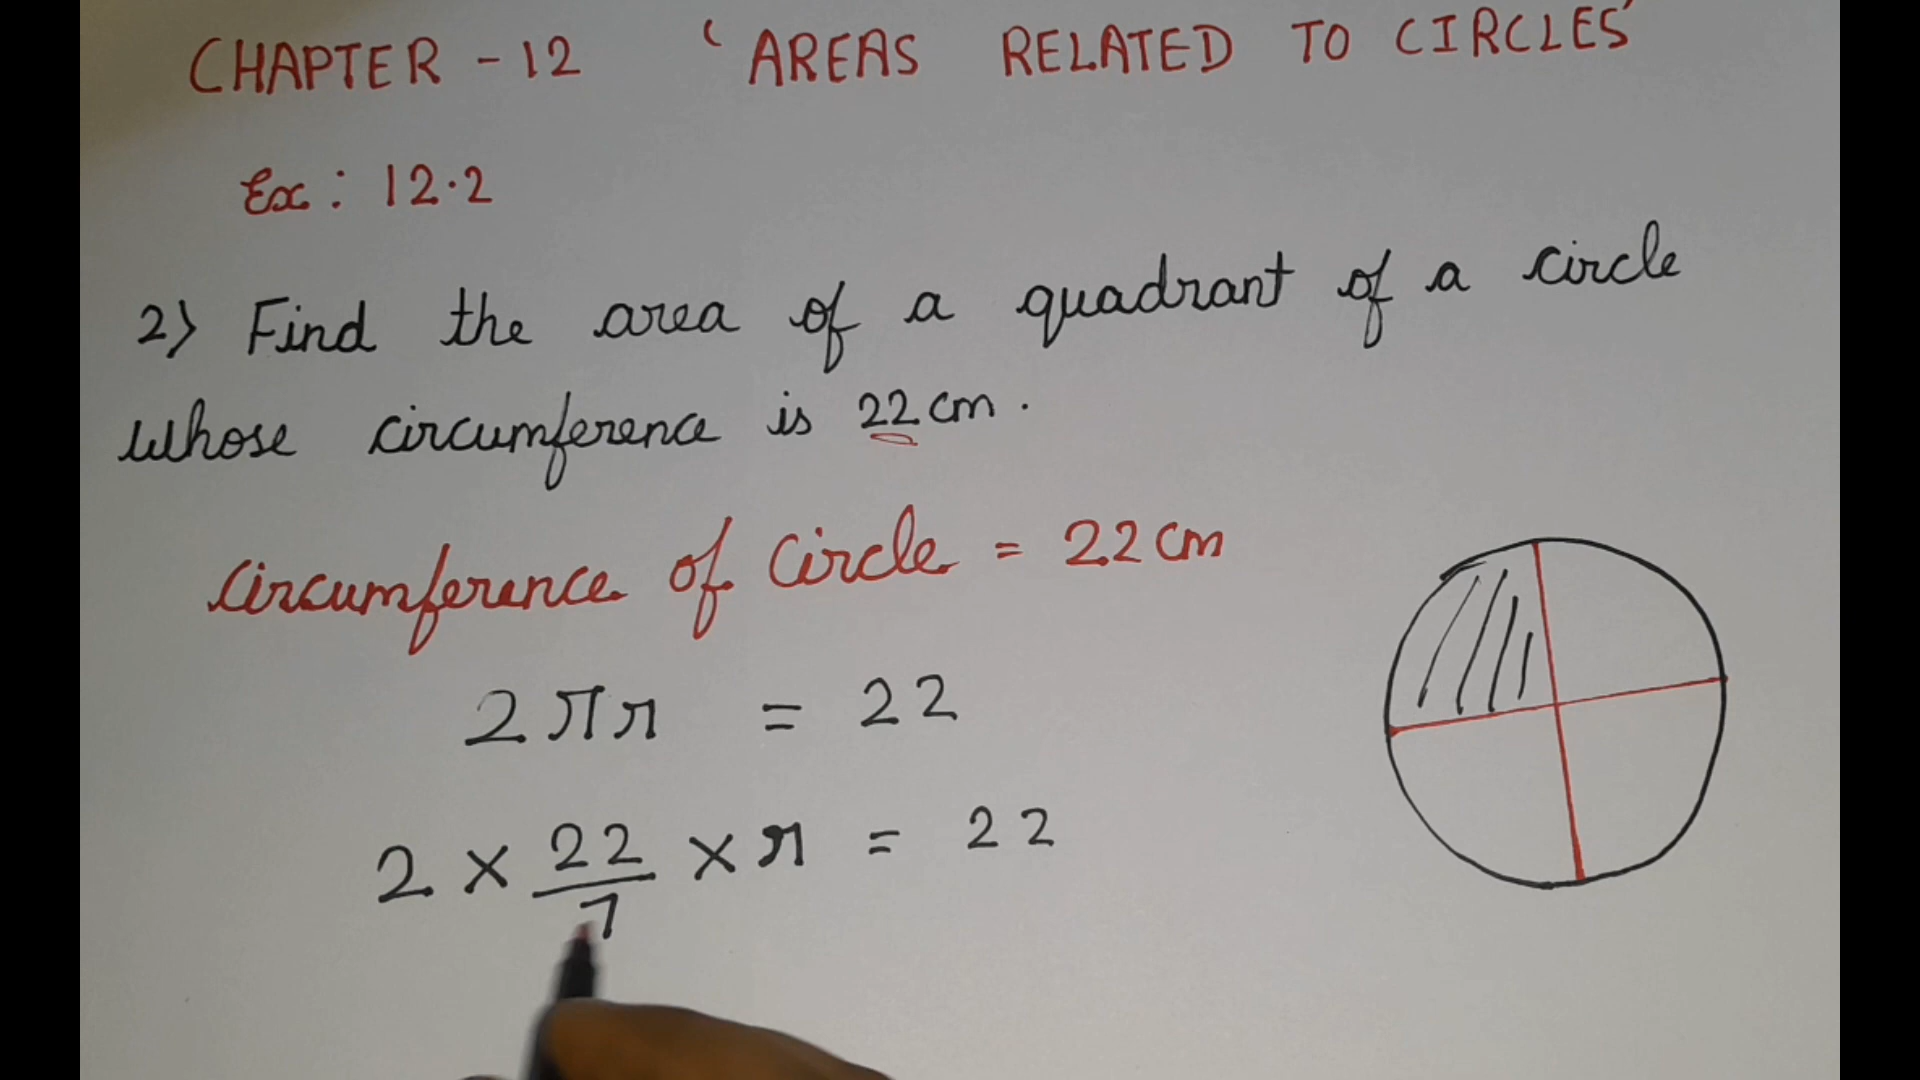 CHAPTER - 12 ‘AREAS RELATED TO CIRCLES’
Ex: 12.2
2) Find the area of a quadrant of a circle
whose circumference is 22 cm.
Circumference of Circle = 22 cm
2πr = 22
2 × 22/7 × r = 22